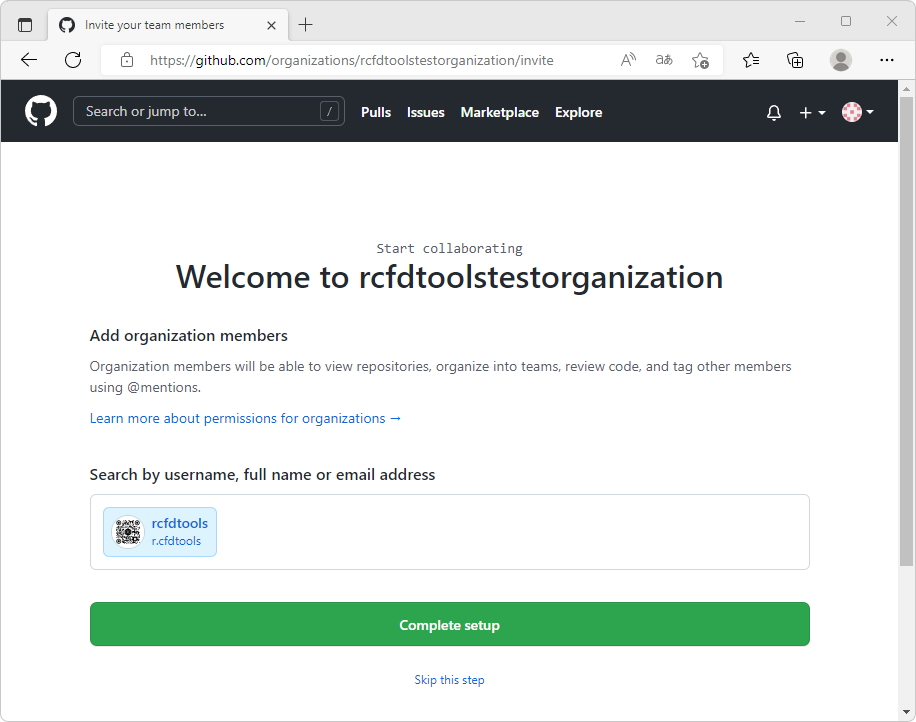 Invite your team members
https://github.com/organizations/rcfdtoolstestorganization/invite
Search or jump to... /
Pulls Issues Marketplace Explore
Start collaborating
Welcome to rcfdtoolstestorganization
Add organization members
Organization members will be able to view repositories, organize into teams, review code, and tag other members
using @mentions.
Learn more about permissions for organizations →
Search by username, full name or email address
rcfdtools
r.cfdtools
Complete setup
Skip this step